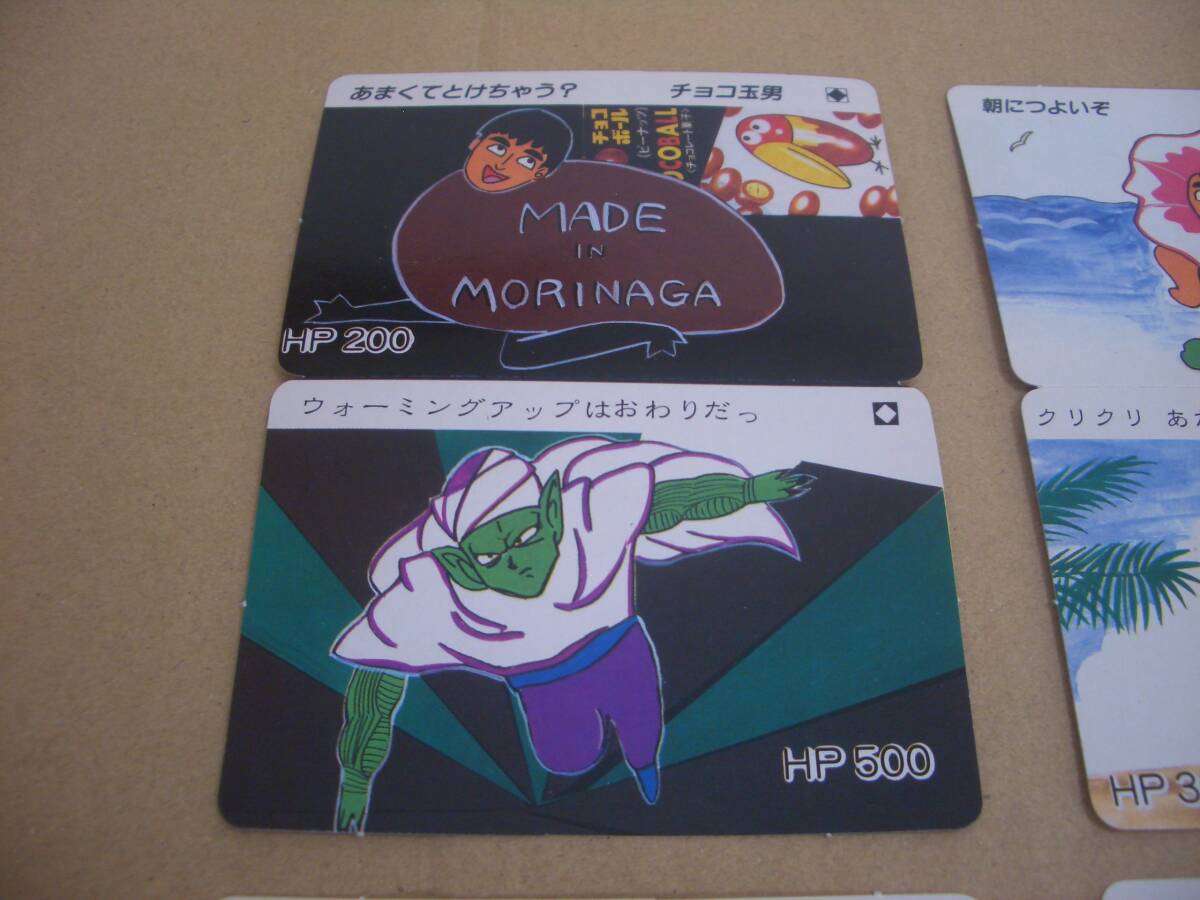 あまくてとけちゃう? チョコ玉男
チョコ
ボール
(ピーナッツ)
OCOBALL
(チョコレート菓子)
MADE
IN
MORINAGA
HP 200
朝につよいぞ
ウォーミングアップはおわりだっ
HP 500
クリクリ あ
HP 3